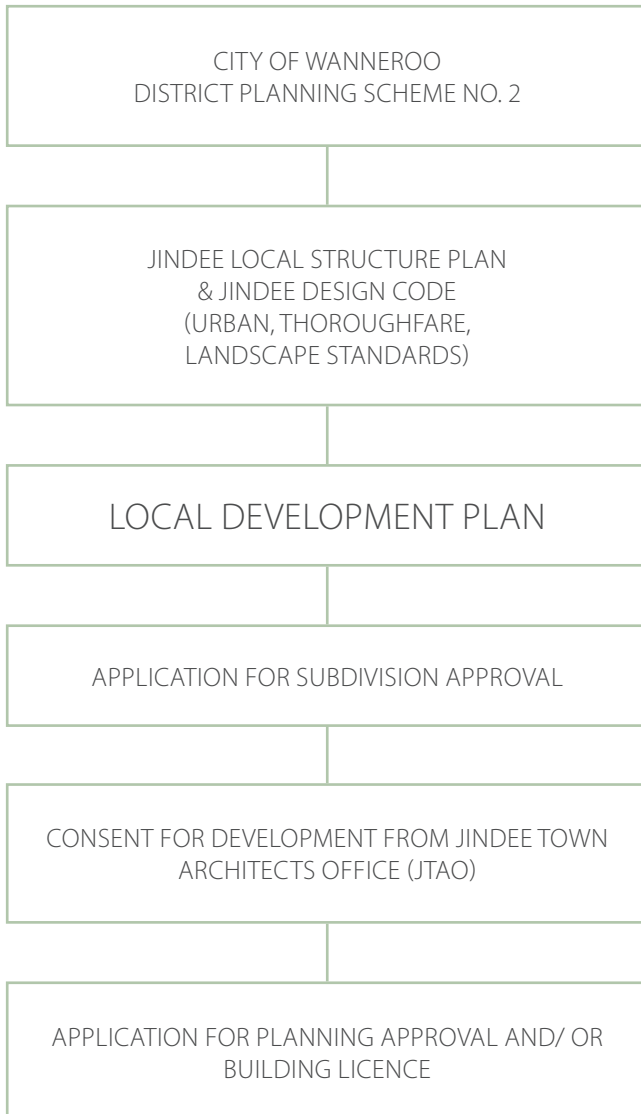 CITY OF WANNEROO
DISTRICT PLANNING SCHEME NO. 2
JINDEE LOCAL STRUCTURE PLAN
& JINDEE DESIGN CODE
(URBAN, THOROUGHFARE,
LANDSCAPE STANDARDS)
LOCAL DEVELOPMENT PLAN
APPLICATION FOR SUBDIVISION APPROVAL
CONSENT FOR DEVELOPMENT FROM JINDEE TOWN
ARCHITECTS OFFICE (JTAO)
APPLICATION FOR PLANNING APPROVAL AND/ OR
BUILDING LICENCE